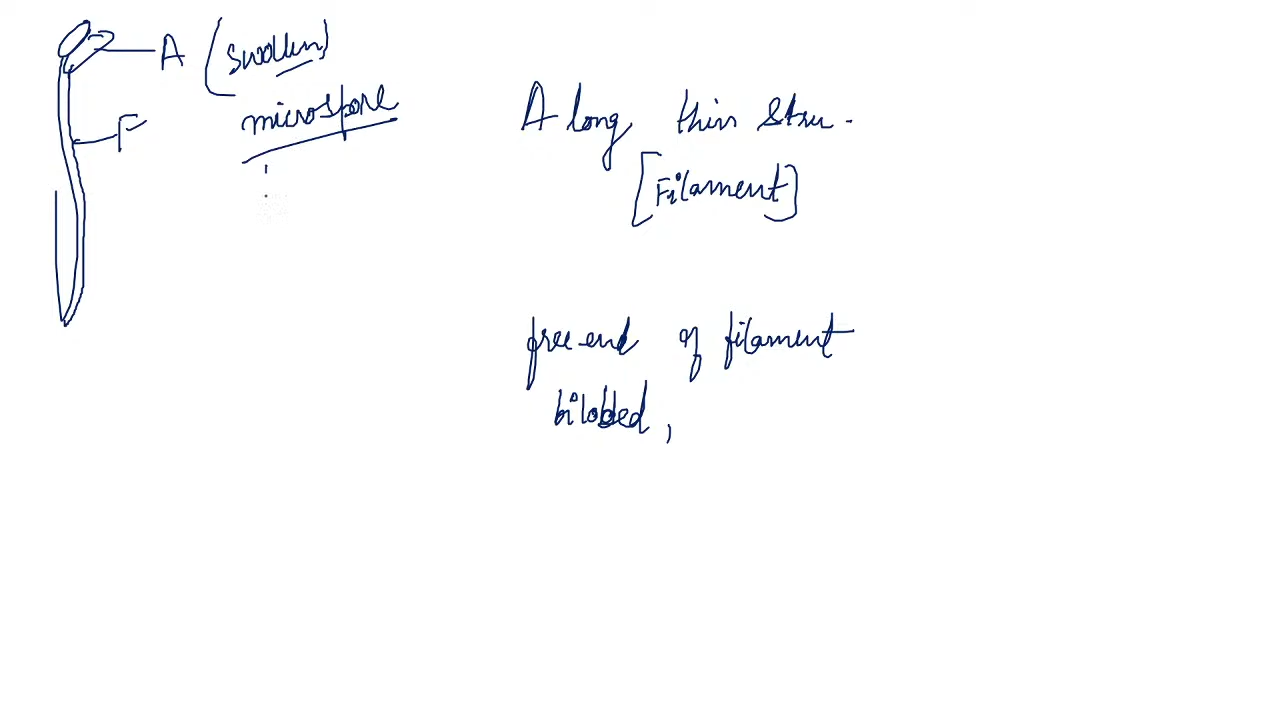 A (swollen)
microspore
F
A long thin stru.
[Filament]
free end of filament
bilobed,